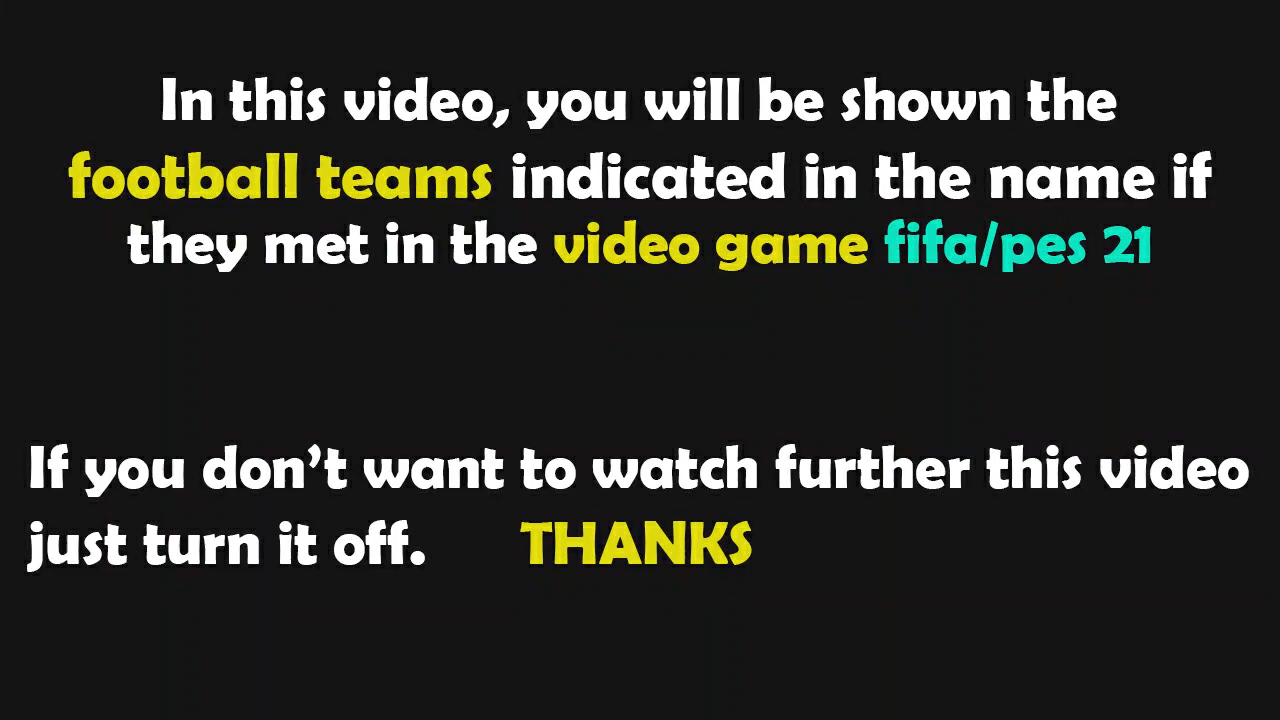 In this video, you will be shown the
football teams indicated in the name if
they met in the video game fifa/pes 21
If you don't want to watch further this video
just turn it off. THANKS